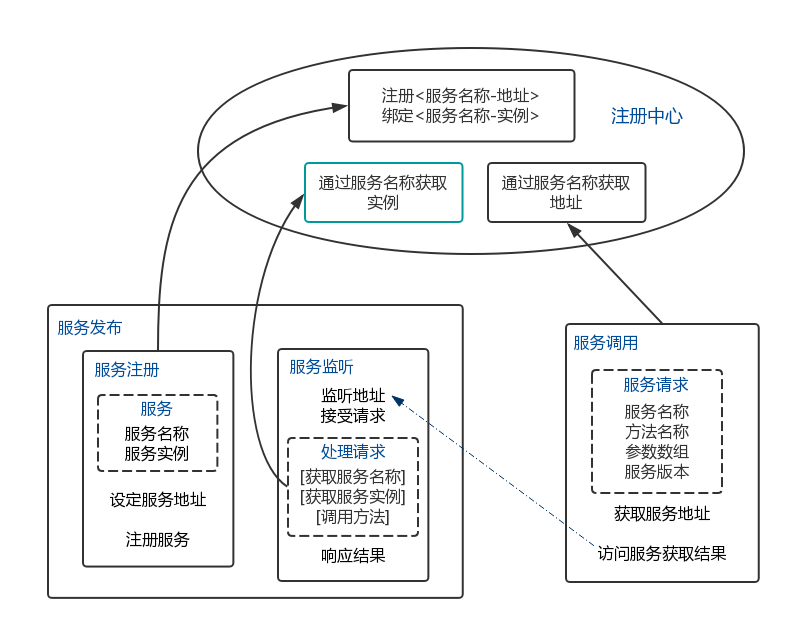 注册<服务名称-地址>
绑定<服务名称-实例>
注册中心
通过服务名称获取
实例
通过服务名称获取
地址
服务发布
服务注册
服务
服务名称
服务实例
设定服务地址
注册服务
服务监听
监听地址
接受请求
处理请求
[获取服务名称]
[获取服务实例]
[调用方法]
响应结果
服务调用
服务请求
服务名称
方法名称
参数数组
服务版本
获取服务地址
访问服务获取结果